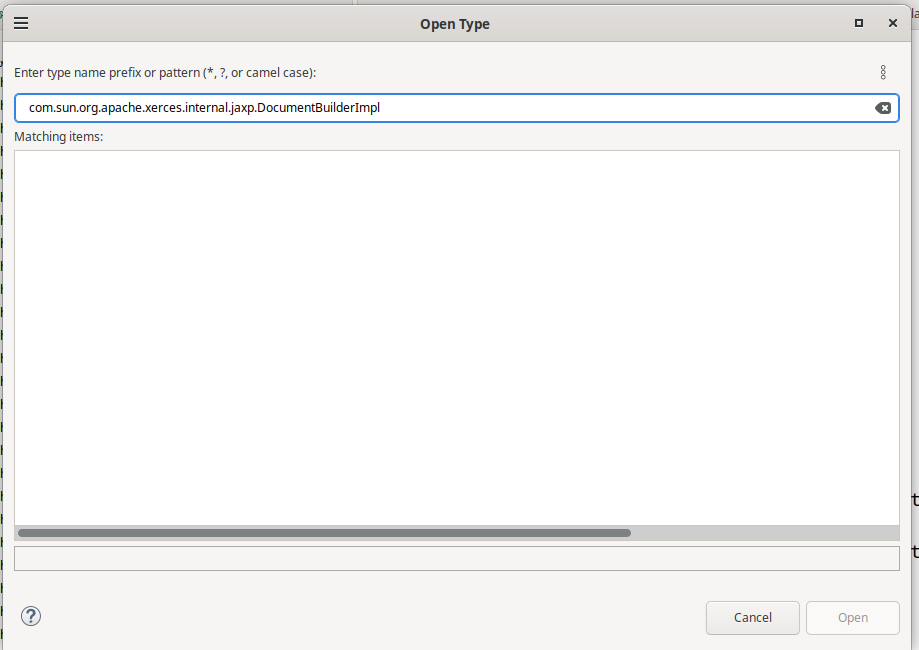 Open Type
Enter type name prefix or pattern (*, ?, or camel case):
com.sun.org.apache.xerces.internal.jaxp.DocumentBuilderImpl
Matching items:
?
Cancel
Open